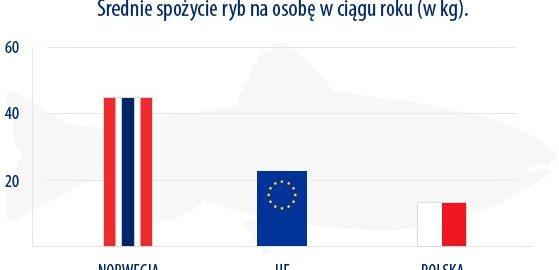 Średnie spożycie ryb na osobę w ciągu roku (w kg).
60
40
20
NORWEGIA
UE
POLSKA